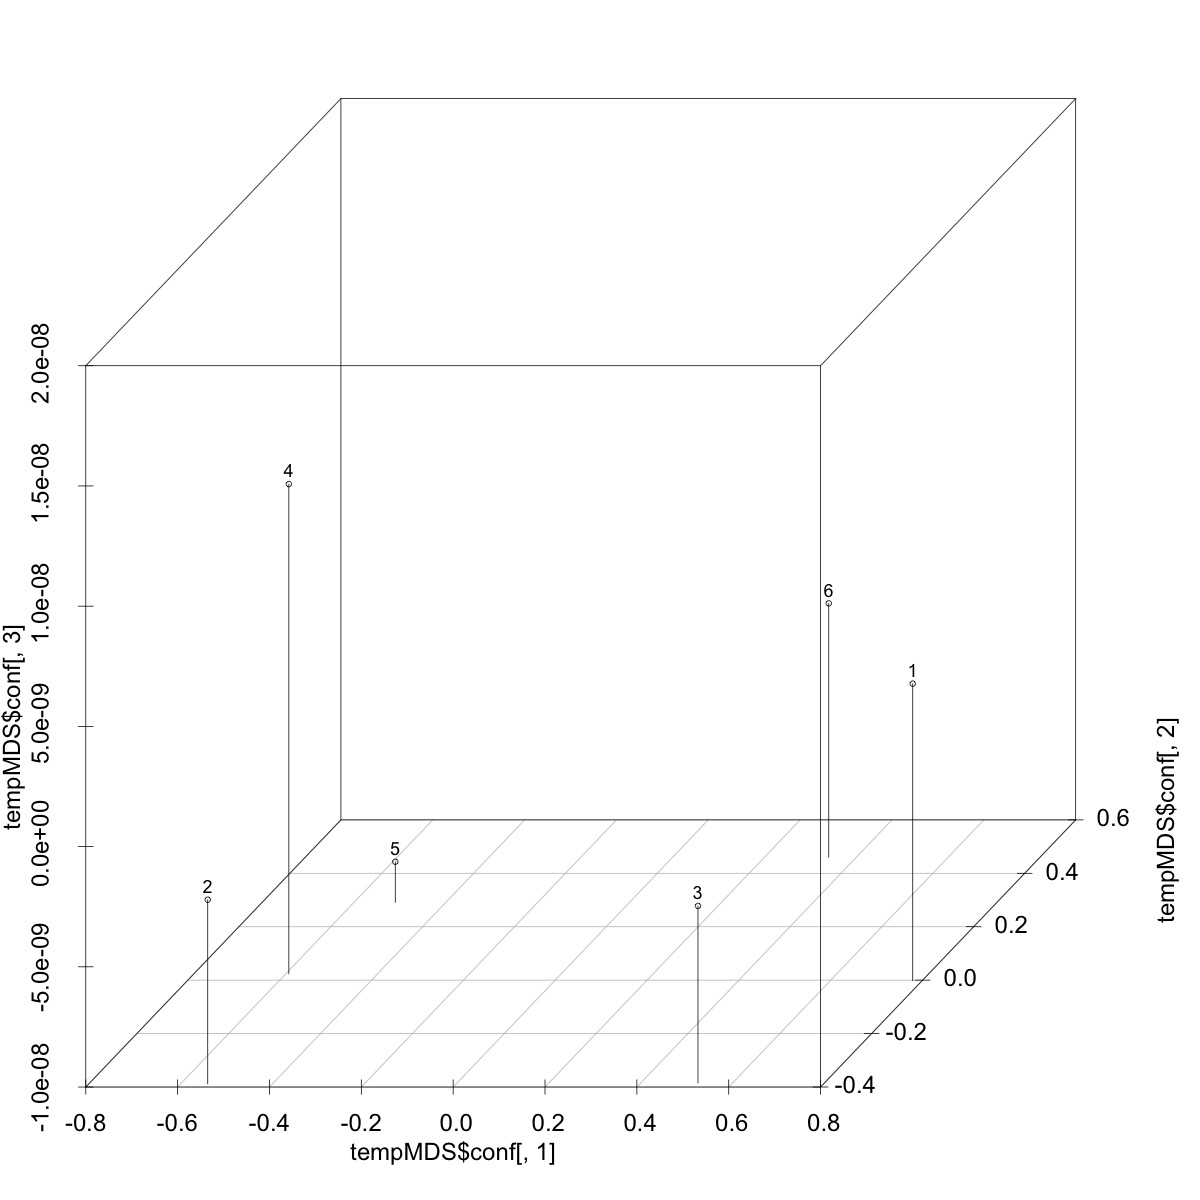 2.0e-08
4
1.5e-08
6
1.0e-08
tempMDS$conf[, 3]
1
5.0e-09
tempMDS$conf[, 2]
0.6
0.0e+00
5
0.4
2
3
0.2
-5.0e-09
0.0
-0.2
-1.0e-08
-0.4
-0.8 -0.6 -0.4 -0.2 0.0 0.2 0.4 0.6 0.8
tempMDS$conf[, 1]